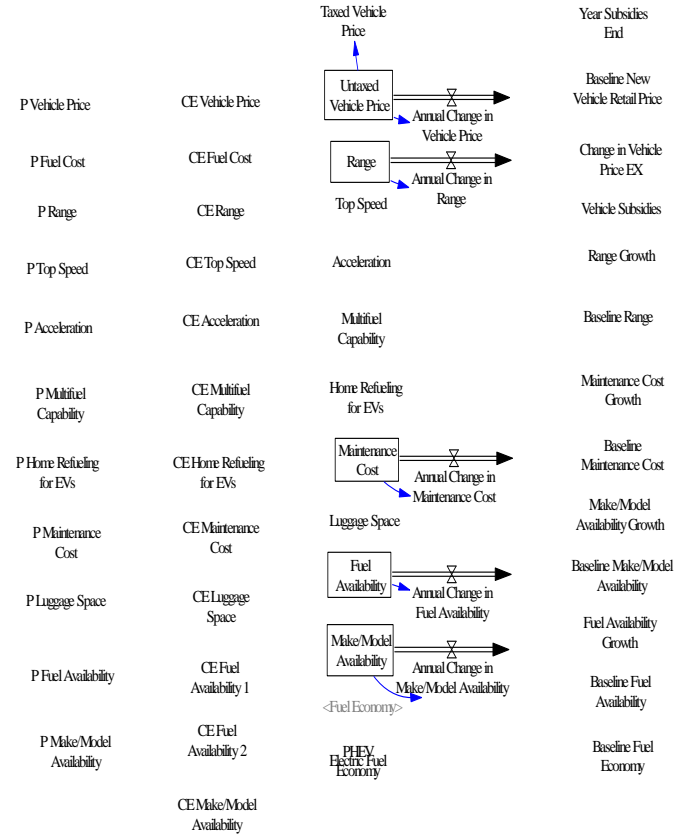 Taxed Vehicle
Price
Year Subsidies
End
Untaxed
Vehicle Price
Annual Change in
Vehicle Price
Baseline New
Vehicle Retail Price
P Vehicle Price
CE Vehicle Price
P Fuel Cost
CE Fuel Cost
Range
Annual Change in
Range
Change in Vehicle
Price EX
P Range
CE Range
Top Speed
Vehicle Subsidies
P Top Speed
CE Top Speed
Acceleration
Range Growth
P Acceleration
CE Acceleration
Multifuel
Capability
Baseline Range
P Multifuel
Capability
CE Multifuel
Capability
Home Refueling
for EVs
Maintenance Cost
Growth
P Home Refueling
for EVs
CE Home Refueling
for EVs
Maintenance
Cost
Annual Change in
Maintenance Cost
Baseline
Maintenance Cost
P Maintenance
Cost
CE Maintenance
Cost
Luggage Space
Make/Model
Availability Growth
P Luggage Space
CE Luggage
Space
Fuel
Availability
Annual Change in
Fuel Availability
Baseline Make/Model
Availability
Fuel Availability
Growth
P Fuel Availability
CE Fuel
Availability 1
Make/Model
Availability
Annual Change in
Make/Model Availability
Baseline Fuel
Availability
<Fuel Economy>
P Make/Model
Availability
CE Fuel
Availability 2
PHEV
Electric Fuel
Economy
Baseline Fuel
Economy
CE Make/Model
Availability